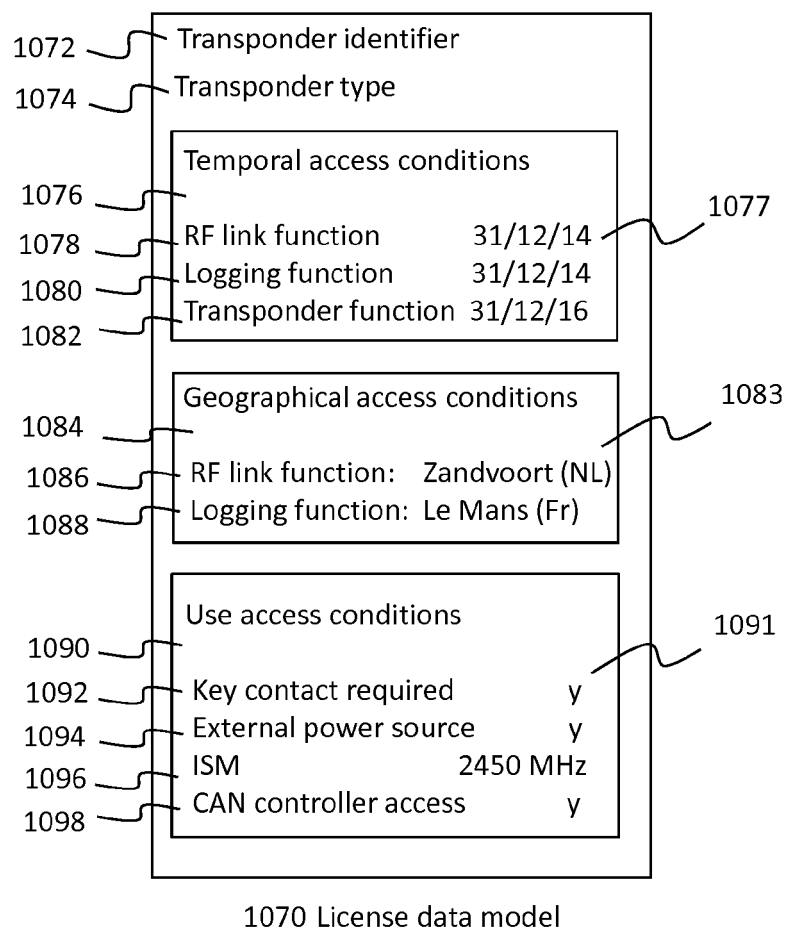 1072 Transponder identifier
1074 Transponder type
Temporal access conditions
1076
1077
1078 RF link function 31/12/14
1080 Logging function 31/12/14
1082 Transponder function 31/12/16
Geographical access conditions
1083
1084
1086 RF link function: Zandvoort (NL)
1088 Logging function: Le Mans (Fr)
Use access conditions
1090
1091
1092 Key contact required y
1094 External power source y
1096 ISM 2450 MHz
1098 CAN controller access y
1070 License data model